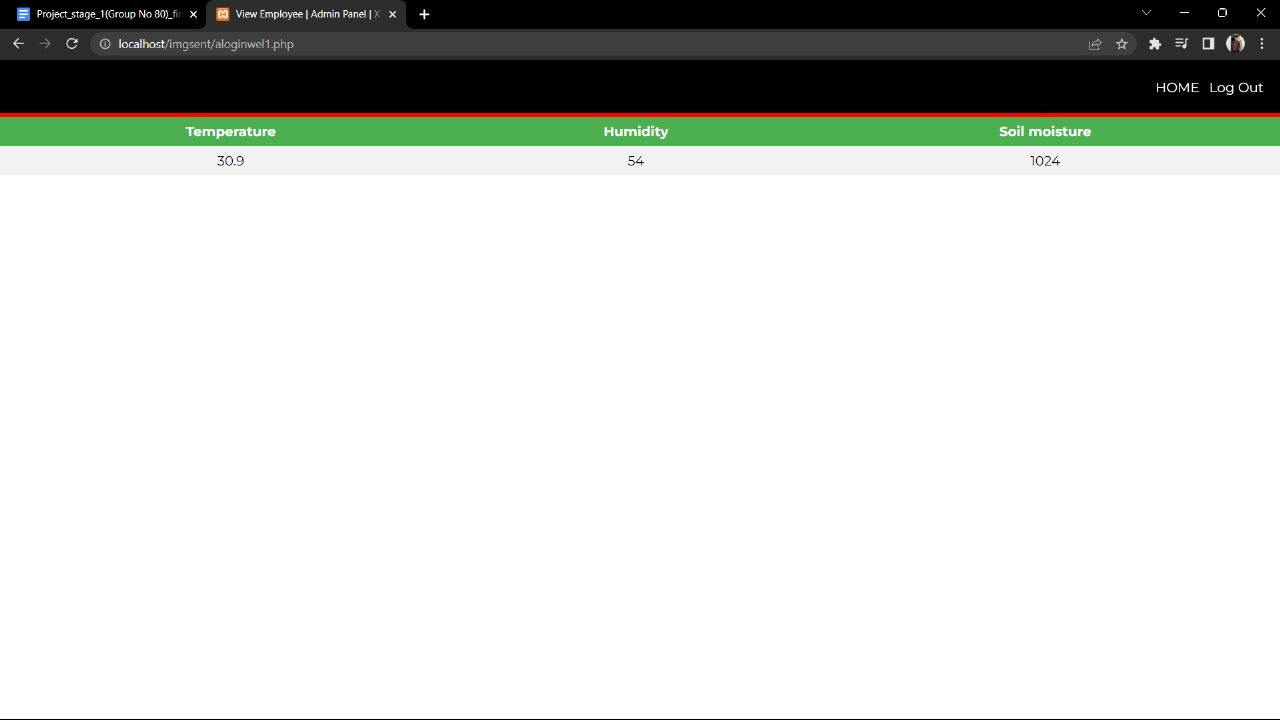 Project_stage_1(Group No 80)_fin
View Employee | Admin Panel | X
localhost/imgsent/aloginwel1.php
HOME Log Out
Temperature Humidity Soil moisture
30.9 54 1024